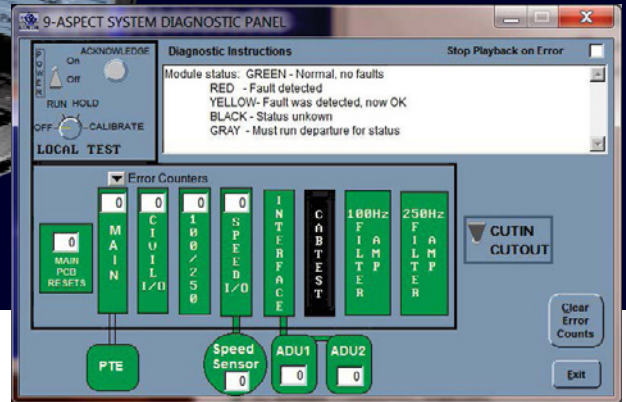 9-ASPECT SYSTEM DIAGNOSTIC PANEL
POWER
On
Off
ACKNOWLEDGE
RUN HOLD
OFF
CALIBRATE
LOCAL TEST
Diagnostic Instructions
Stop Playback on Error
Module status: GREEN - Normal, no faults
RED - Fault detected
YELLOW- Fault was detected, now OK
BLACK - Status unkown
GRAY - Must run departure for status
Error Counters
0
MAIN
PCB
RESETS
0
MAIN
0
CIVIL I/O
0
100/250
0
SPEED I/O
INTERFACE
CABTEST
100Hz
FILTER
AMP
250Hz
FILTER
AMP
CUTIN
CUTOUT
PTE
Speed
Sensor
0
ADU1
0
ADU2
0
Clear
Error
Counts
Exit